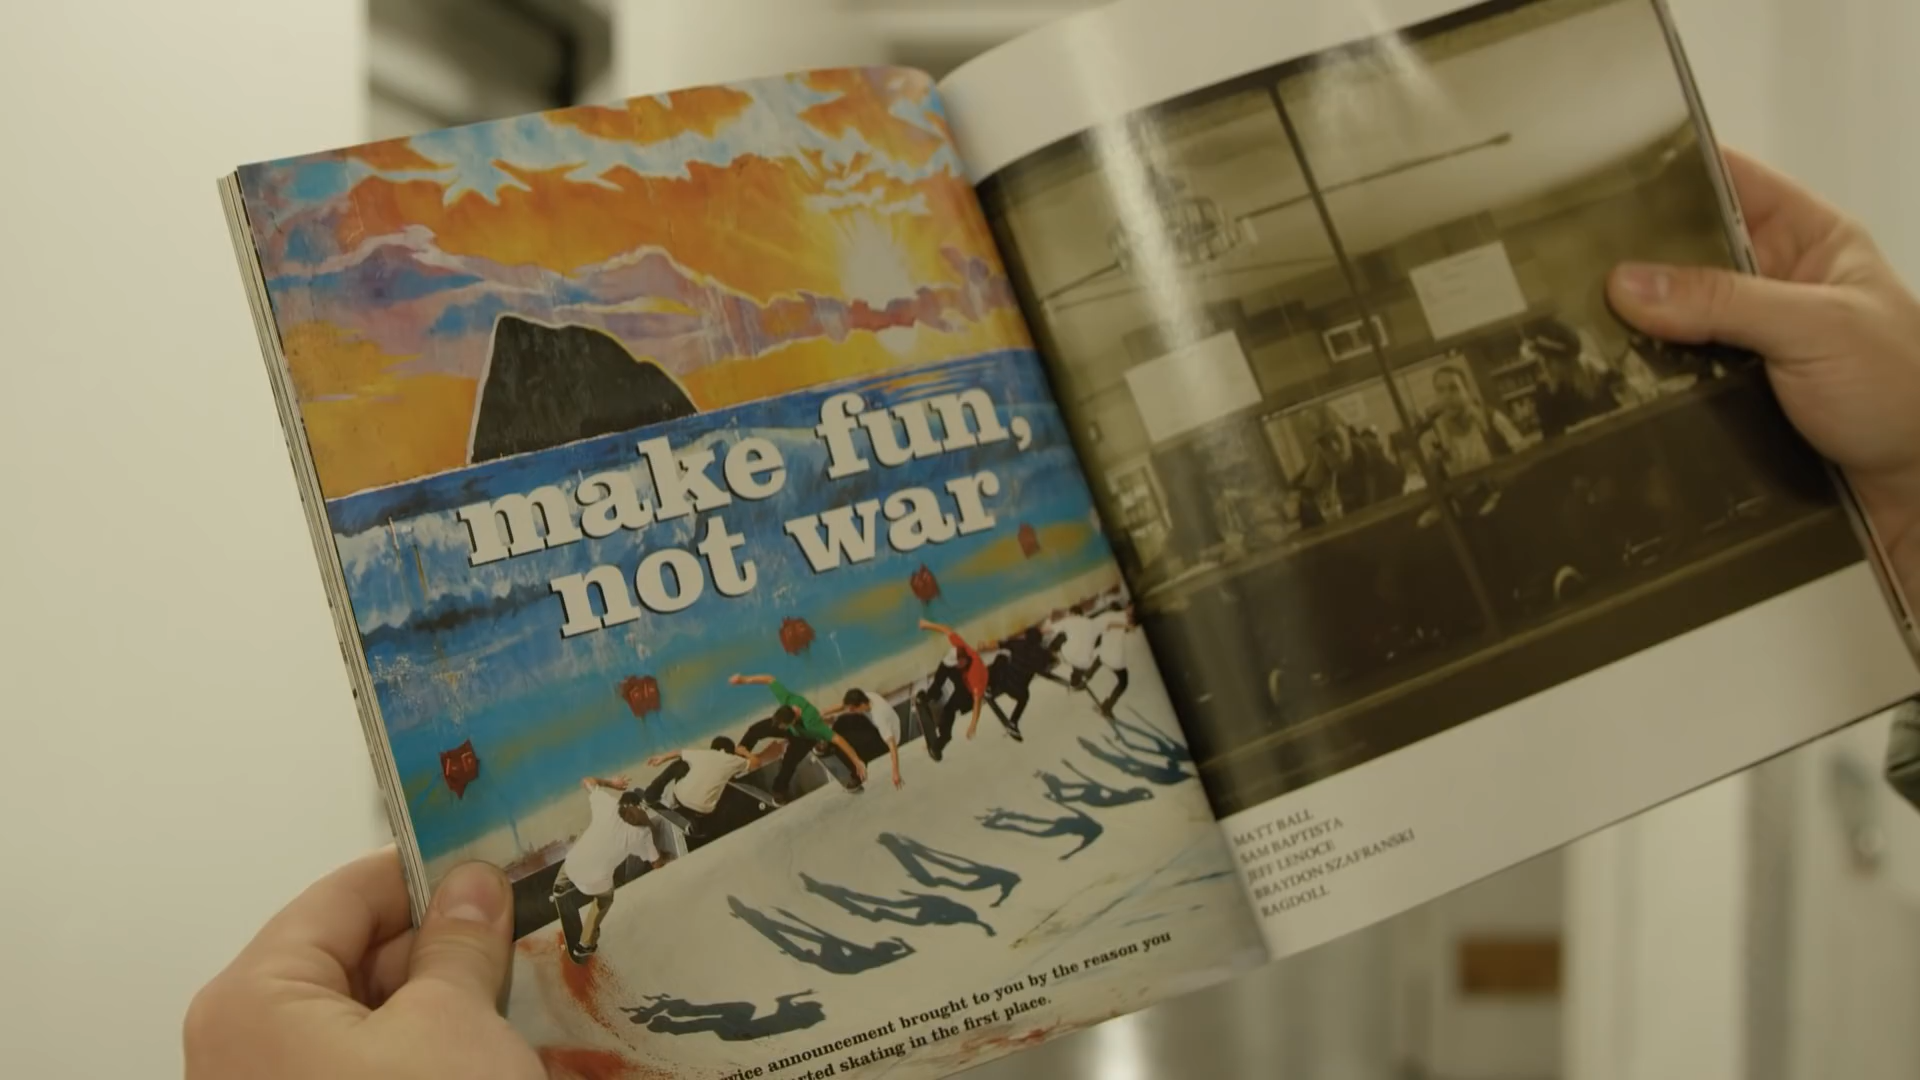 make fun,
not war
announcement brought to you by the reason you
skating in the first place.
MATT BALL
SAM BAPTISTA
JEFF LENOCE
BRAYDON SZAFRANSKI
RAGDOLL